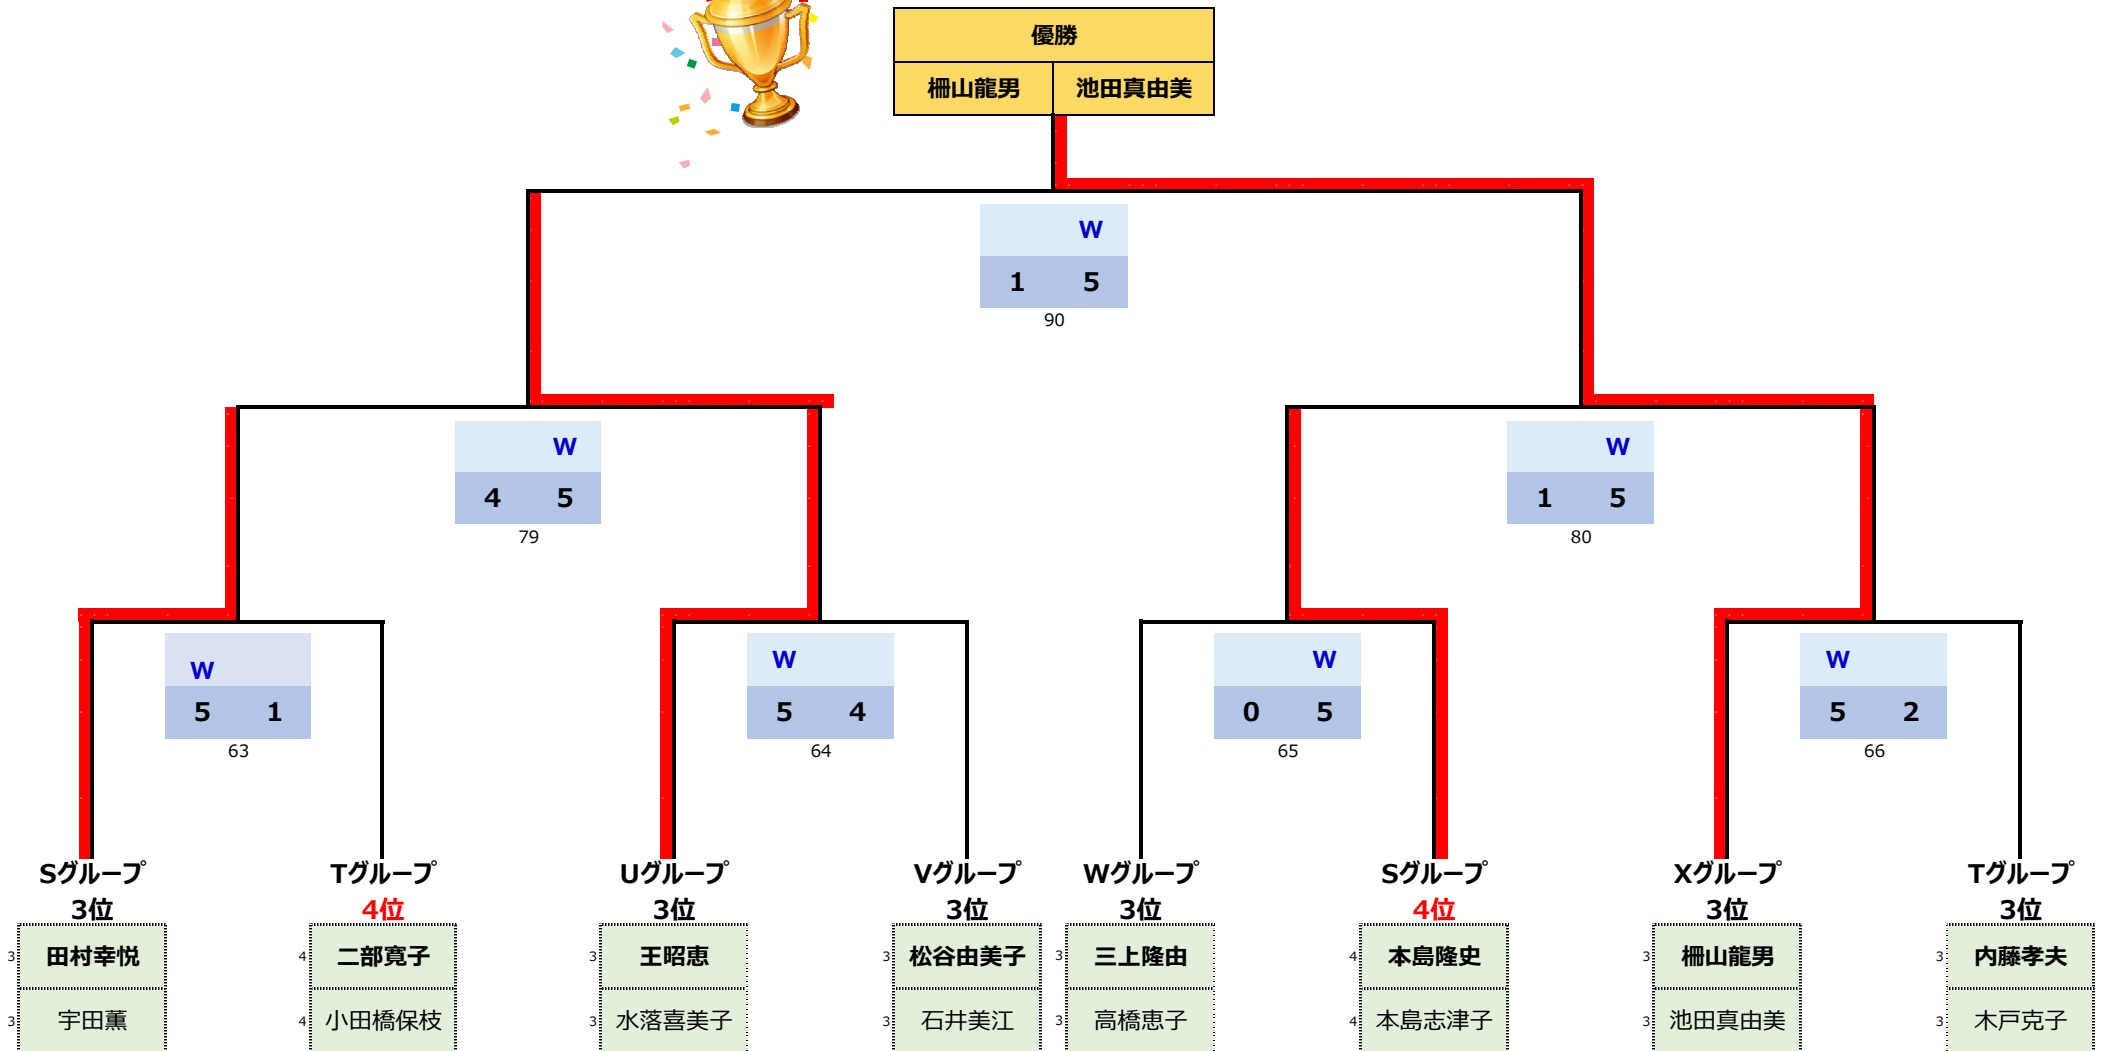 優勝
柵山龍男 池田真由美
W
1 5
90
W W
4 5 1 5
79 80
W W W W
5 1 5 4 0 5 5 2
63 64 65 66
Sグループ Tグループ Uグループ Vグループ Wグループ Sグループ Xグループ Tグループ
3位 4位 3位 3位 3位 4位 3位 3位
3 田村幸悦 4 二部寛子 3 王昭恵 3 松谷由美子 3 三上隆由 4 本島隆史 3 柵山龍男 3 内藤孝夫
3 宇田薫 4 小田橋保枝 3 水落喜美子 3 石井美江 3 高橋恵子 4 本島志津子 3 池田真由美 3 木戸克子